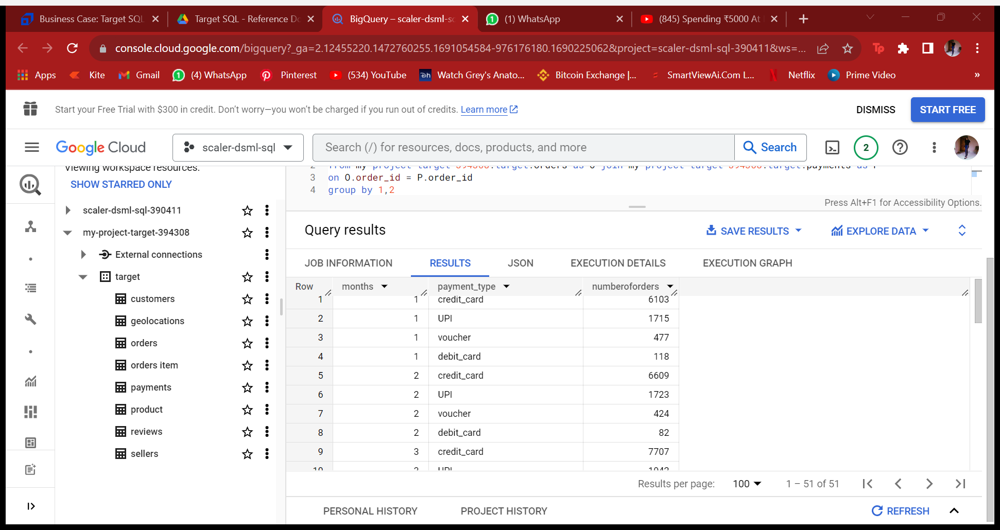 Business Case: Target SQL
Target SQL - Reference Do
BigQuery – scaler-dsml-sc
(1) WhatsApp
(845) Spending ₹5000 At
console.cloud.google.com/bigquery?_ga=2.12455220.1472760255.1691054584-976176180.1690225062&project=scaler-dsml-sql-390411&ws=...
Apps
Kite
Gmail
(4) WhatsApp
Pinterest
(534) YouTube
Watch Grey's Anato...
Bitcoin Exchange |...
SmartViewAi.Com L...
Netflix
Prime Video
»
Start your Free Trial with $300 in credit. Don't worry—you won't be charged if you run out of credits. Learn more
DISMISS
START FREE
Google Cloud
scaler-dsml-sql
Search (/) for resources, docs, products, and more
Search
2
Viewing workspace resources.
SHOW STARRED ONLY
scaler-dsml-sql-390411
my-project-target-394308
External connections
target
customers
geolocations
orders
orders item
payments
product
reviews
sellers
2 from my-project-target-394308.target.orders as O join my-project-target-394308.target.payments as P
3 on O.order_id = P.order_id
4 group by 1,2
Press Alt+F1 for Accessibility Options.
Query results
SAVE RESULTS
EXPLORE DATA
JOB INFORMATION
RESULTS
JSON
EXECUTION DETAILS
EXECUTION GRAPH
Row months payment_type numberoforders
1 1 credit_card 6103
2 1 UPI 1715
3 1 voucher 477
4 1 debit_card 118
5 2 credit_card 6609
6 2 UPI 1723
7 2 voucher 424
8 2 debit_card 82
9 3 credit_card 7707
10 3 UPI 1942
Results per page: 100 1 – 51 of 51
PERSONAL HISTORY
PROJECT HISTORY
REFRESH